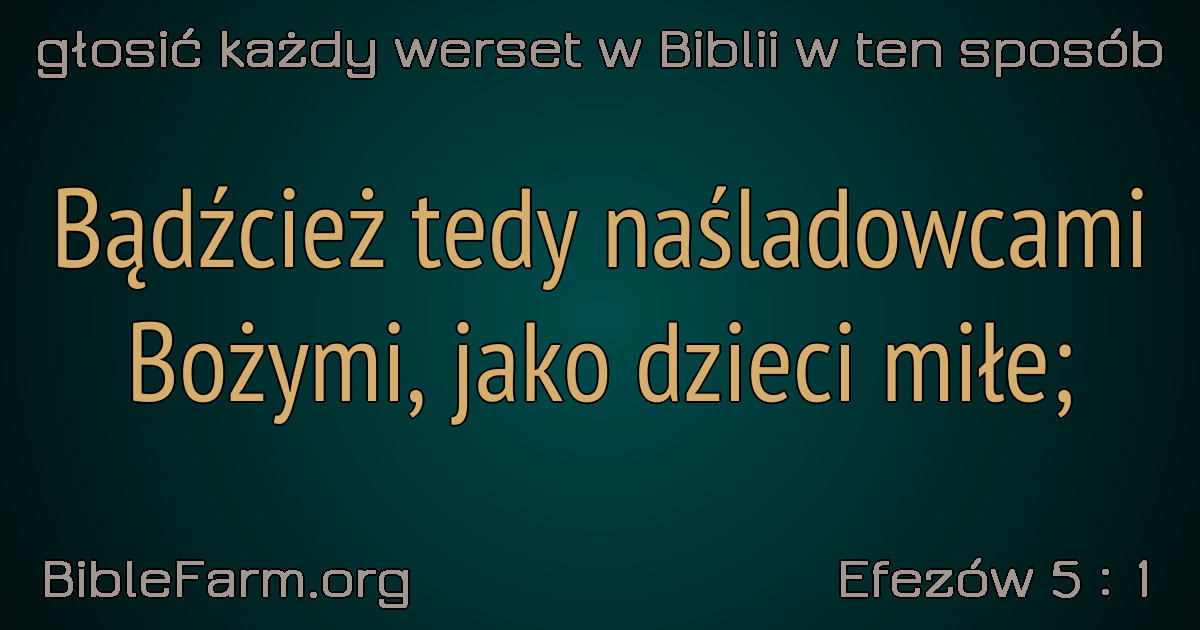 głosić każdy werset w Biblii w ten sposób
Bądźcież tedy naśladowcami
Bożymi, jako dzieci miłe;
BibleFarm.org
Efezów 5 : 1